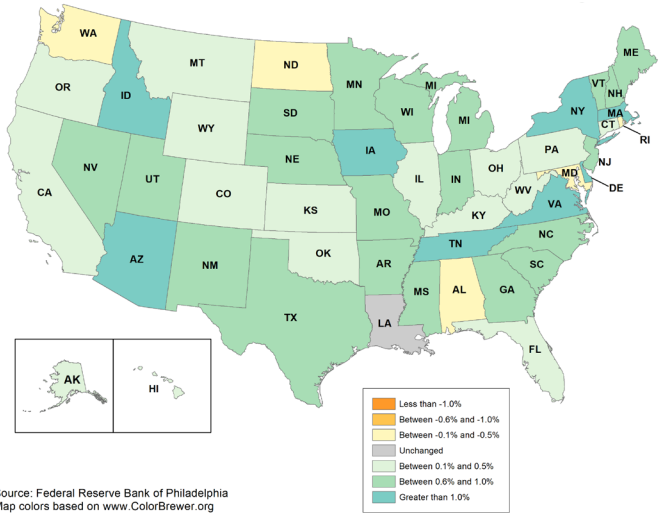 WA
MT
ND
MN
ME
VT
NH
OR
ID
SD
WI
MI
MI
NY
MA
CT
RI
WY
IA
PA
NJ
NE
NV
UT
CO
IL
IN
OH
MD
DE
WV
VA
CA
KS
MO
KY
AZ
NM
OK
AR
TN
NC
SC
TX
LA
MS
AL
GA
FL
AK
HI
Less than -1.0%
Between -0.6% and -1.0%
Between -0.1% and -0.5%
Unchanged
Between 0.1% and 0.5%
Between 0.6% and 1.0%
Greater than 1.0%
ource: Federal Reserve Bank of Philadelphia
Map colors based on www.ColorBrewer.org